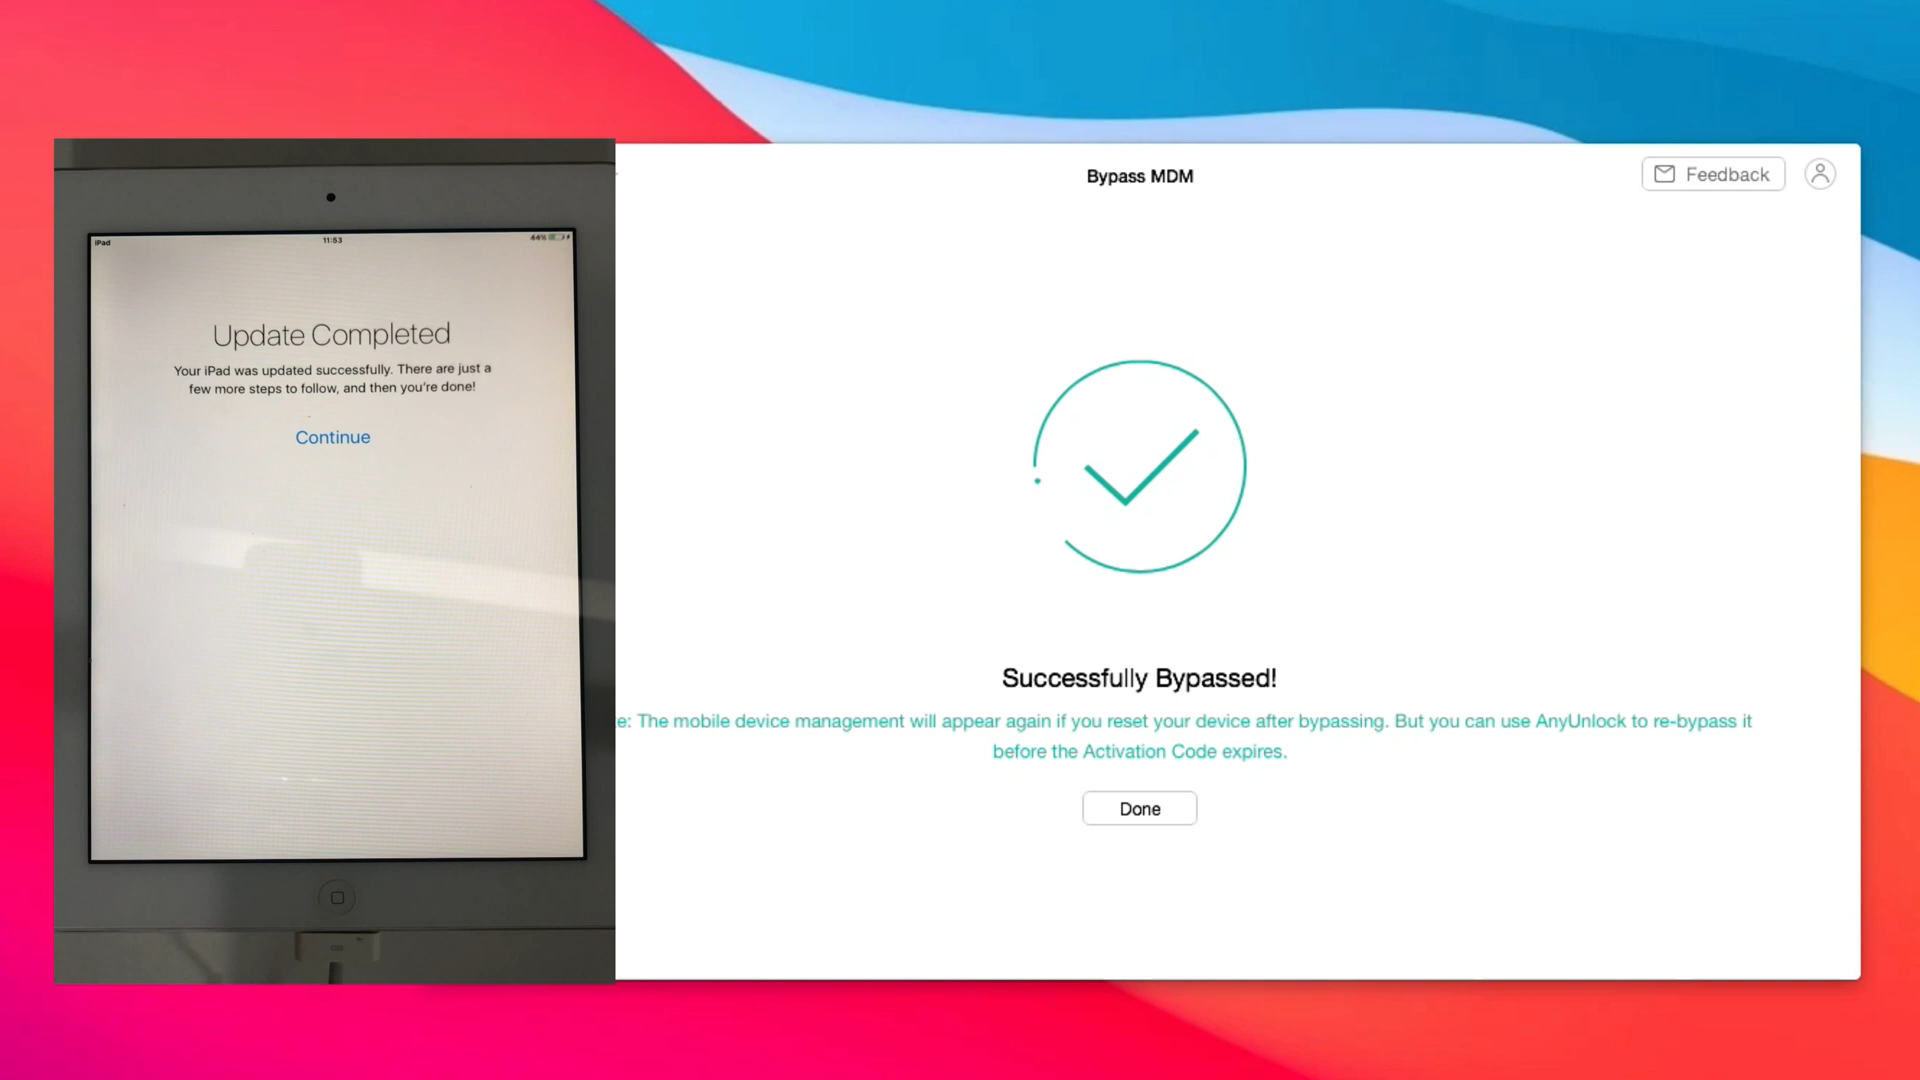 iPad
11:53
44%
Update Completed
Your iPad was updated successfully. There are just a
few more steps to follow, and then you're done!
Continue
Bypass MDM
Feedback
Successfully Bypassed!
e: The mobile device management will appear again if you reset your device after bypassing. But you can use AnyUnlock to re-bypass it
before the Activation Code expires.
Done